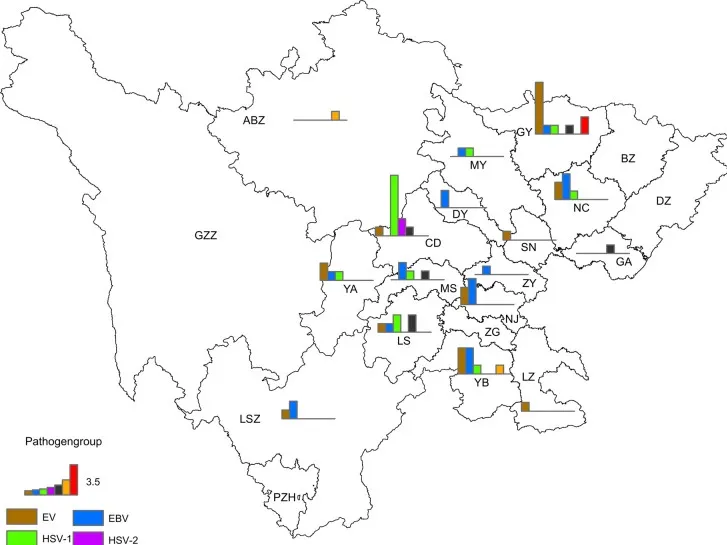 ABZ
GY
BZ
MY
DZ
NC
DY
GZZ
CD
SN
GA
YA
MS
ZY
NJ
ZG
LS
YB
LZ
LSZ
Pathogengroup
3.5
PZH
EV EBV
HSV-1 HSV-2